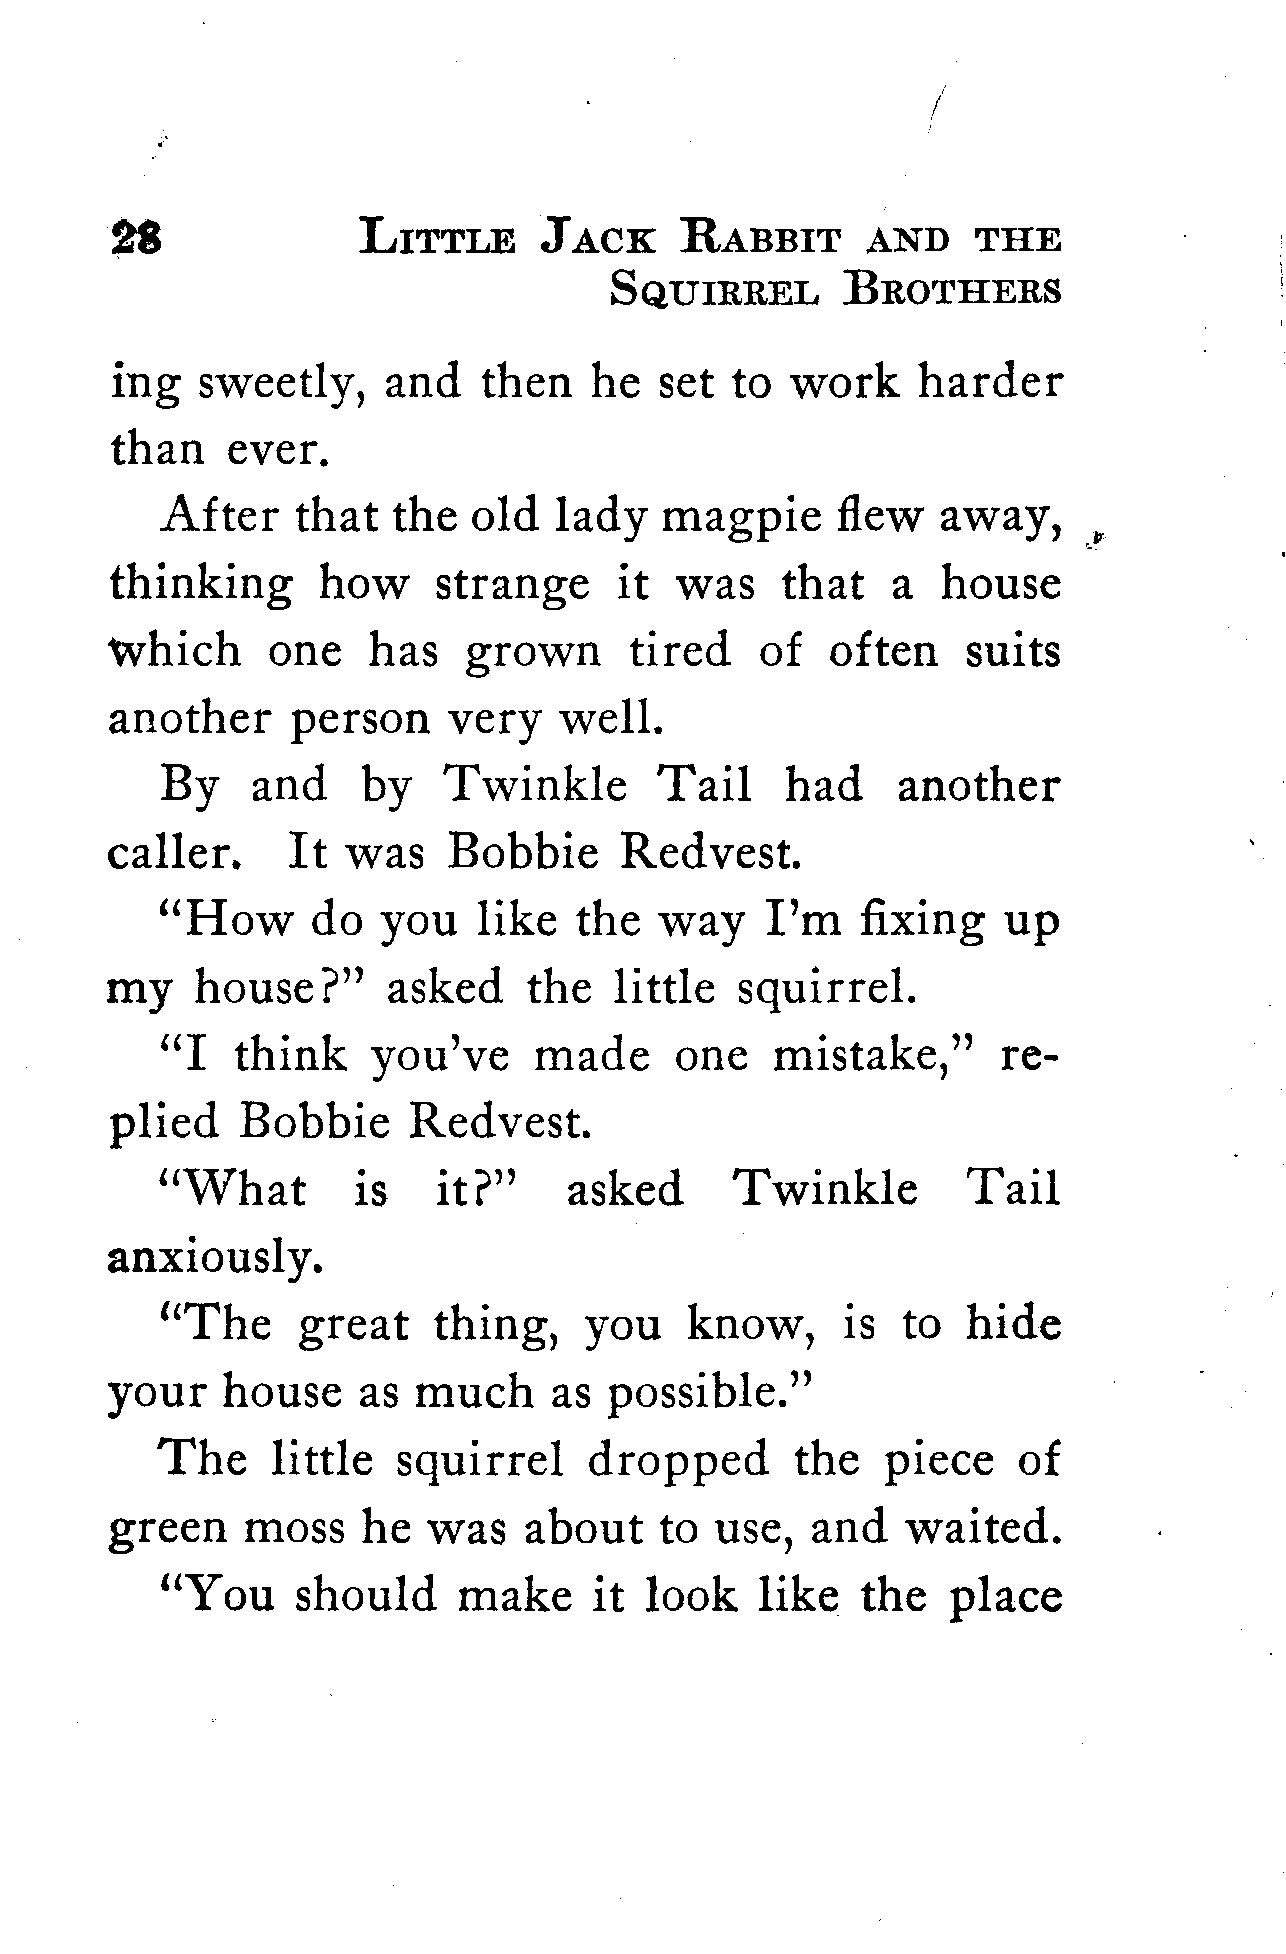 28 Little Jack Rabbit and the
Squirrel Brothers
ing sweetly, and then he set to work harder
than ever.
After that the old lady magpie flew away,
thinking how strange it was that a house
which one has grown tired of often suits
another person very well.
By and by Twinkle Tail had another
caller. It was Bobbie Redvest.
“How do you like the way I’m fixing up
my house?” asked the little squirrel.
“I think you’ve made one mistake,” re-
plied Bobbie Redvest.
“What is it?” asked Twinkle Tail
anxiously.
“The great thing, you know, is to hide
your house as much as possible.”
The little squirrel dropped the piece of
green moss he was about to use, and waited.
“You should make it look like the place